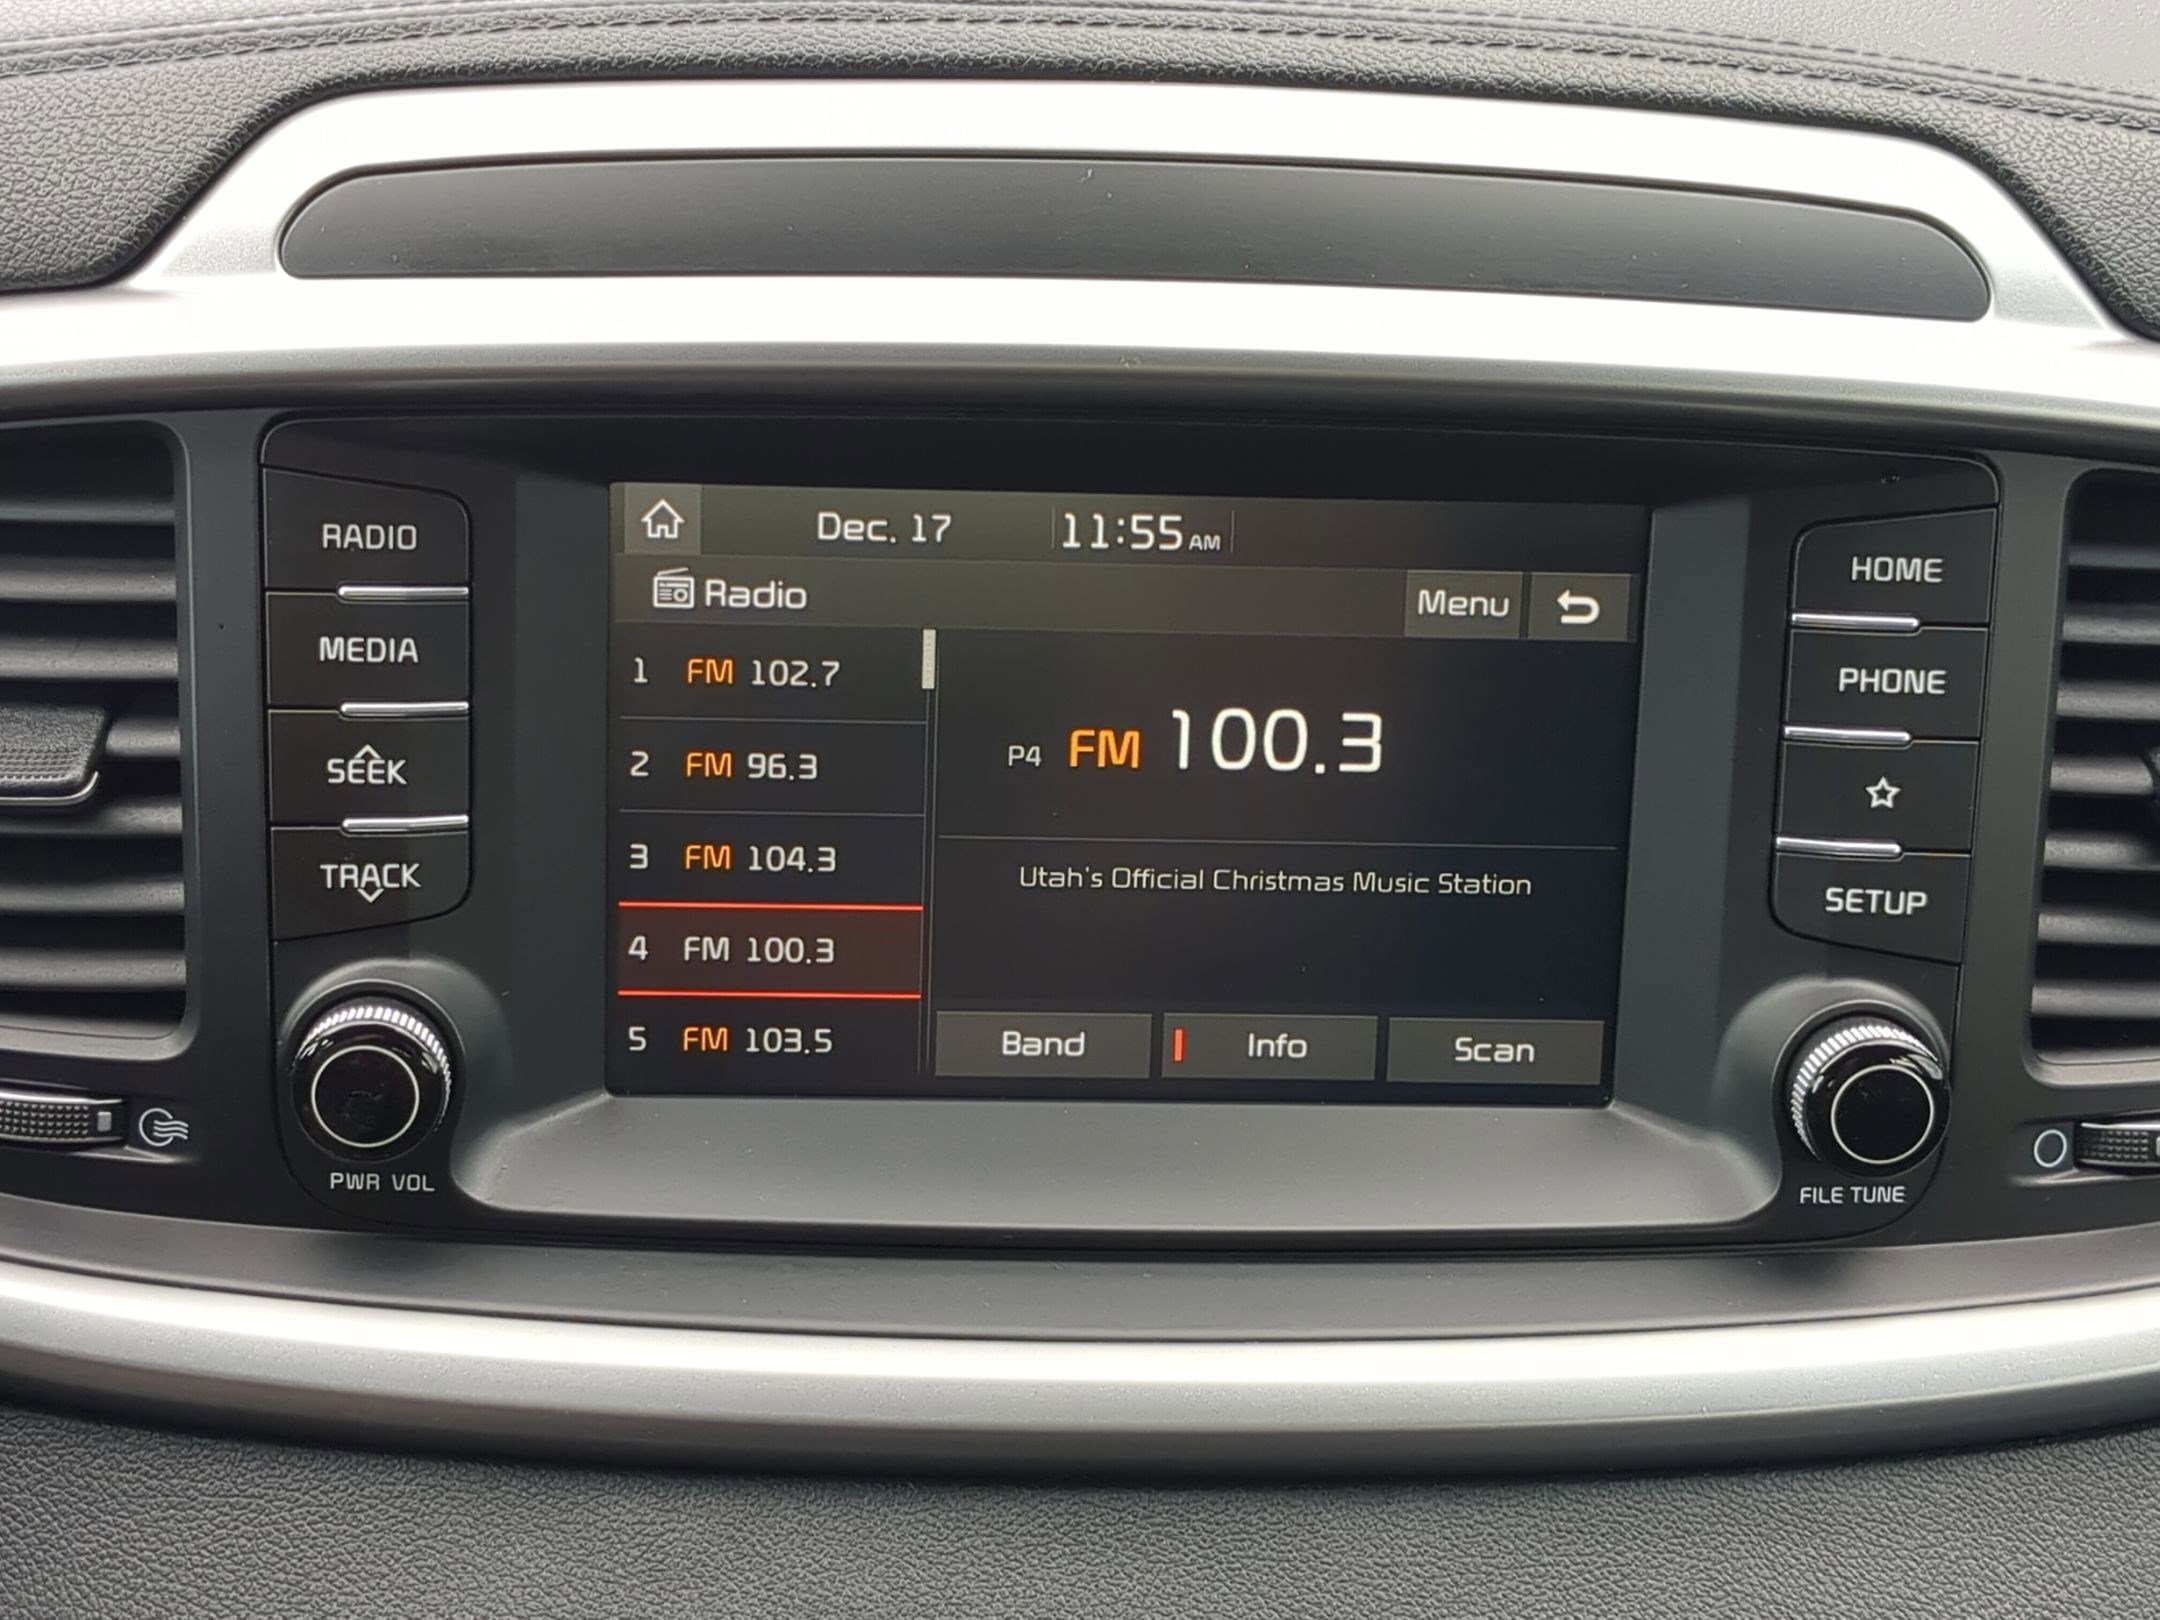 Dec. 17 11:55 AM
Radio Menu
1 FM 102.7
2 FM 96.3
3 FM 104.3
4 FM 100.3
5 FM 103.5
P4 FM 100.3
Utah's Official Christmas Music Station
Band Info Scan
RADIO
MEDIA
SEEK
TRACK
PWR VOL
HOME
PHONE
SETUP
FILE TUNE